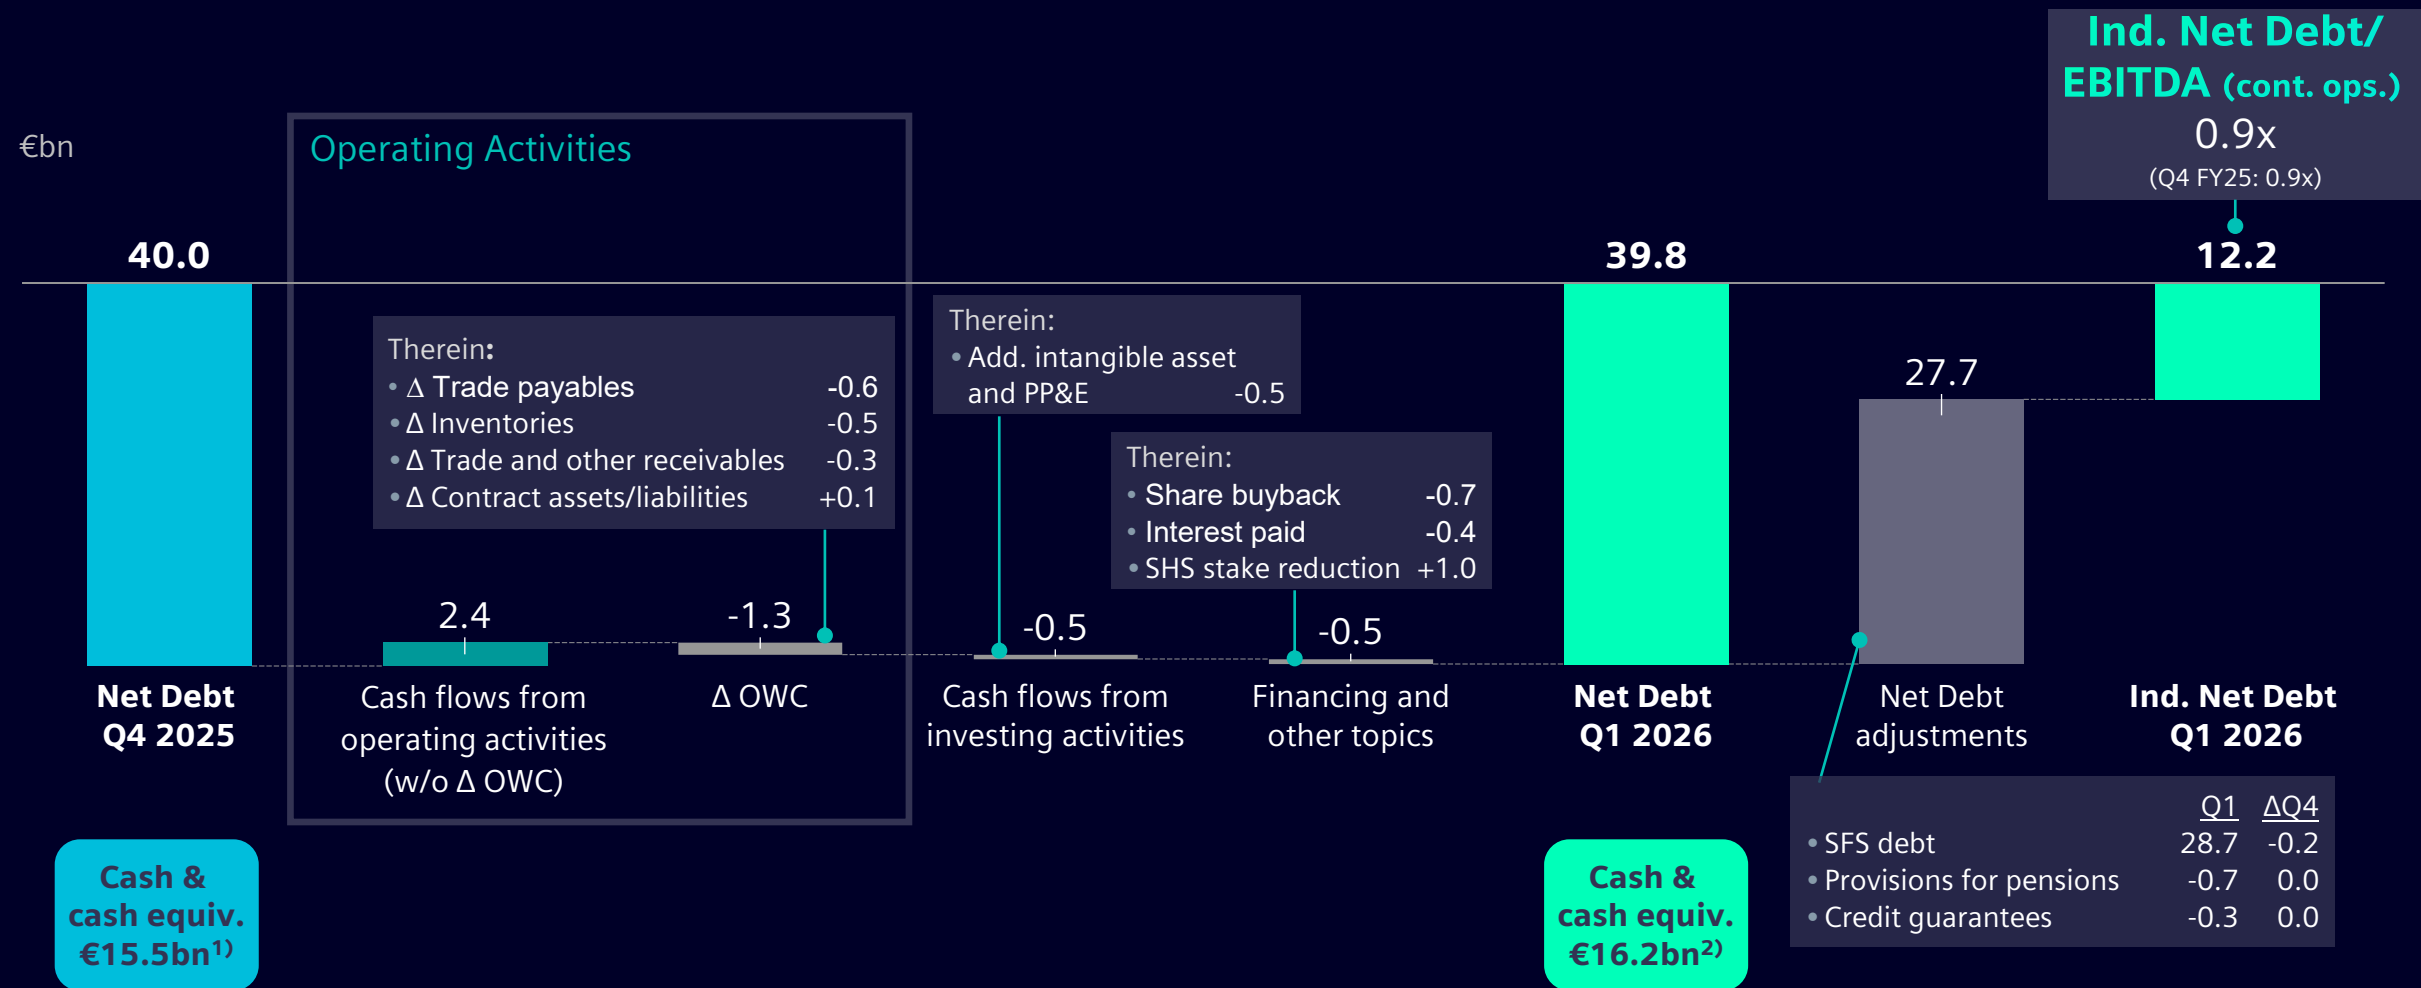 Ind. Net Debt/
EBITDA (cont. ops.)
0.9x
(Q4 FY25: 0.9x)
€bn
Operating Activities
40.0
39.8
12.2
Therein:
• Δ Trade payables -0.6
• Δ Inventories -0.5
• Δ Trade and other receivables -0.3
• Δ Contract assets/liabilities +0.1
Therein:
• Add. intangible asset
and PP&E -0.5
Therein:
• Share buyback -0.7
• Interest paid -0.4
• SHS stake reduction +1.0
27.7
2.4
-1.3
-0.5
-0.5
Net Debt
Q4 2025
Cash flows from
operating activities
(w/o Δ OWC)
Δ OWC
Cash flows from
investing activities
Financing and
other topics
Net Debt
Q1 2026
Net Debt
adjustments
Ind. Net Debt
Q1 2026
Q1 ΔQ4
• SFS debt 28.7 -0.2
• Provisions for pensions -0.7 0.0
• Credit guarantees -0.3 0.0
Cash &
cash equiv.
€15.5bn1)
Cash &
cash equiv.
€16.2bn2)